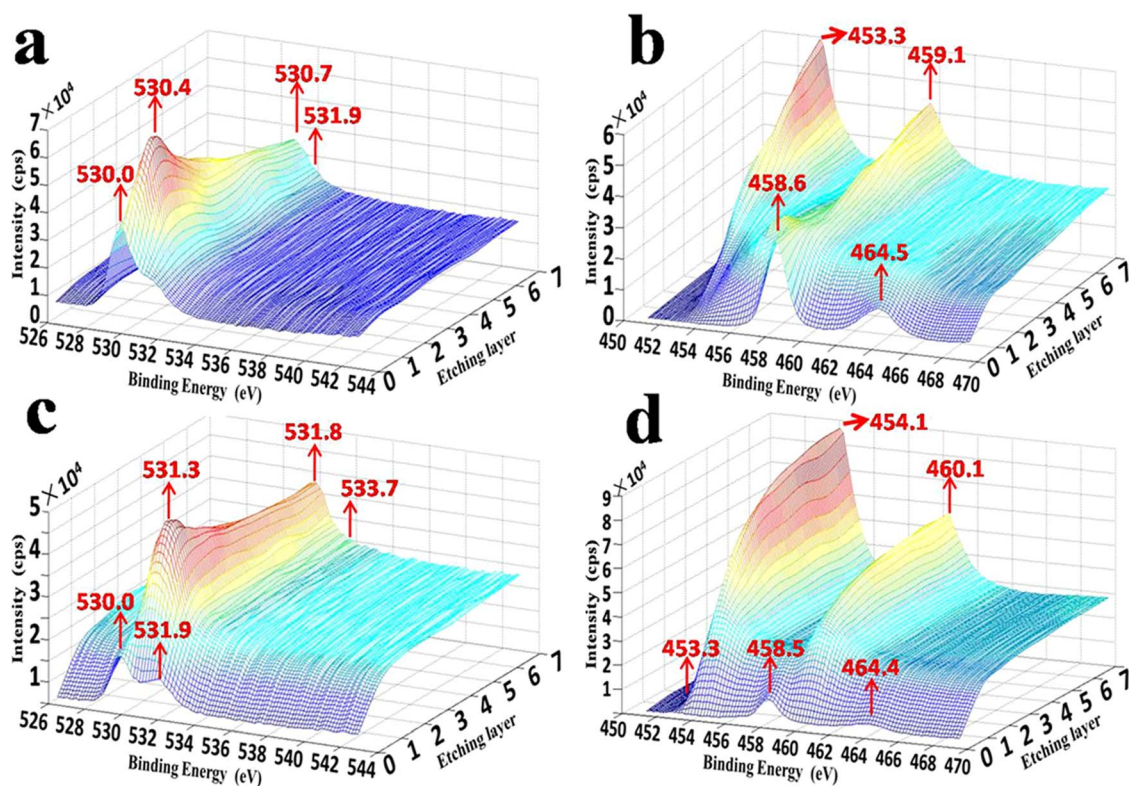 a
530.4
530.7
531.9
530.0
×10⁴
7
6
5
4
3
2
1
0
Intensity (cps)
526 528 530 532 534 536 538 540 542 544
Binding Energy (eV)
0 1 2 3 4 5 6 7
Etching layer
b
453.3
459.1
458.6
464.5
×10⁴
6
5
4
3
2
1
0
Intensity (cps)
450 452 454 456 458 460 462 464 466 468 470
Binding Energy (eV)
0 1 2 3 4 5 6 7
Etching layer
c
531.8
531.3
533.7
530.0
531.9
×10⁴
5
4
3
2
1
Intensity (cps)
526 528 530 532 534 536 538 540 542 544
Binding Energy (eV)
0 1 2 3 4 5 6 7
Etching layer
d
454.1
460.1
453.3
458.5
464.4
×10⁴
9
8
7
6
5
4
3
2
1
Intensity (cps)
450 452 454 456 458 460 462 464 466 468 470
Binding Energy (eV)
0 1 2 3 4 5 6 7
Etching layer